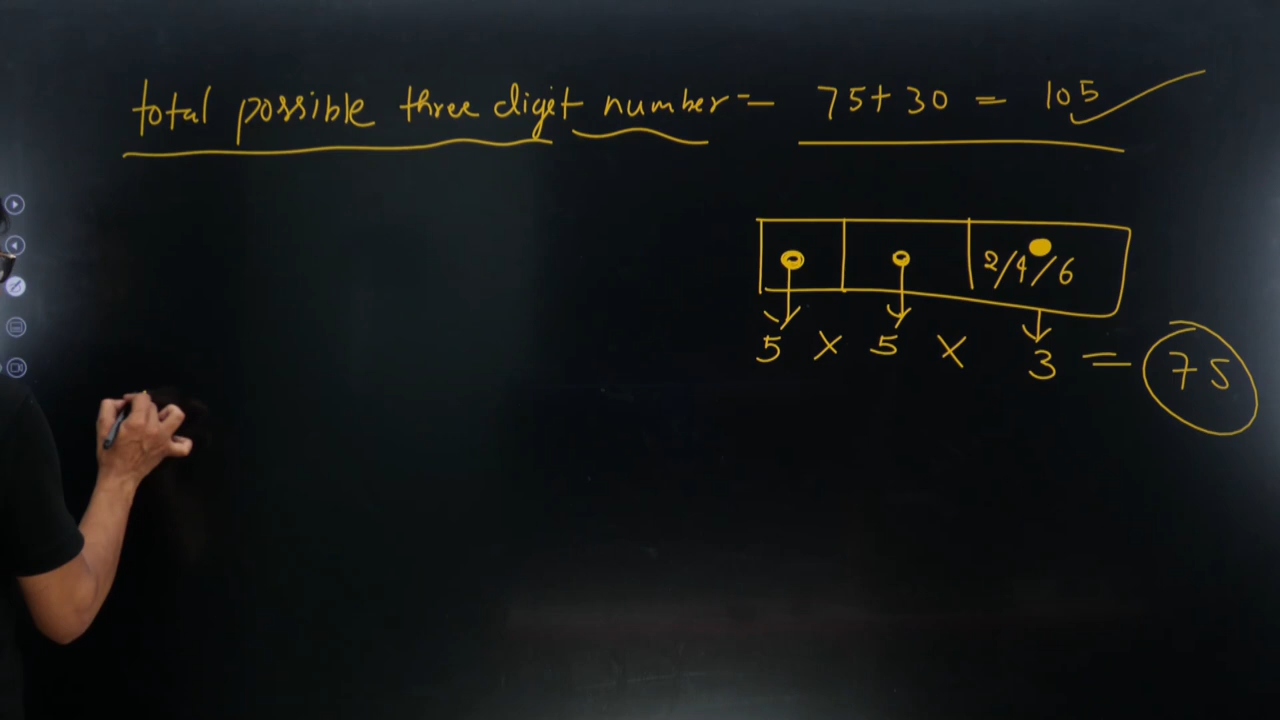 total possible three digit number :- 75 + 30 = 105
2/4/6
5 × 5 × 3 = 75